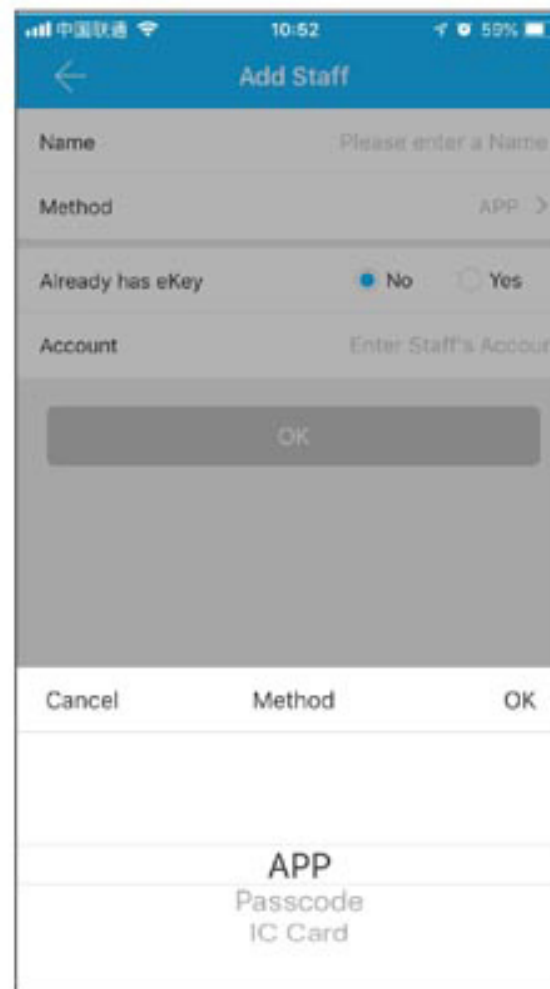 中国联通 10:52 59%
Add Staff
Name Please enter a Name
Method APP
Already has eKey No Yes
Account Enter Staff's Accour
OK
Cancel Method OK
APP
Passcode
IC Card